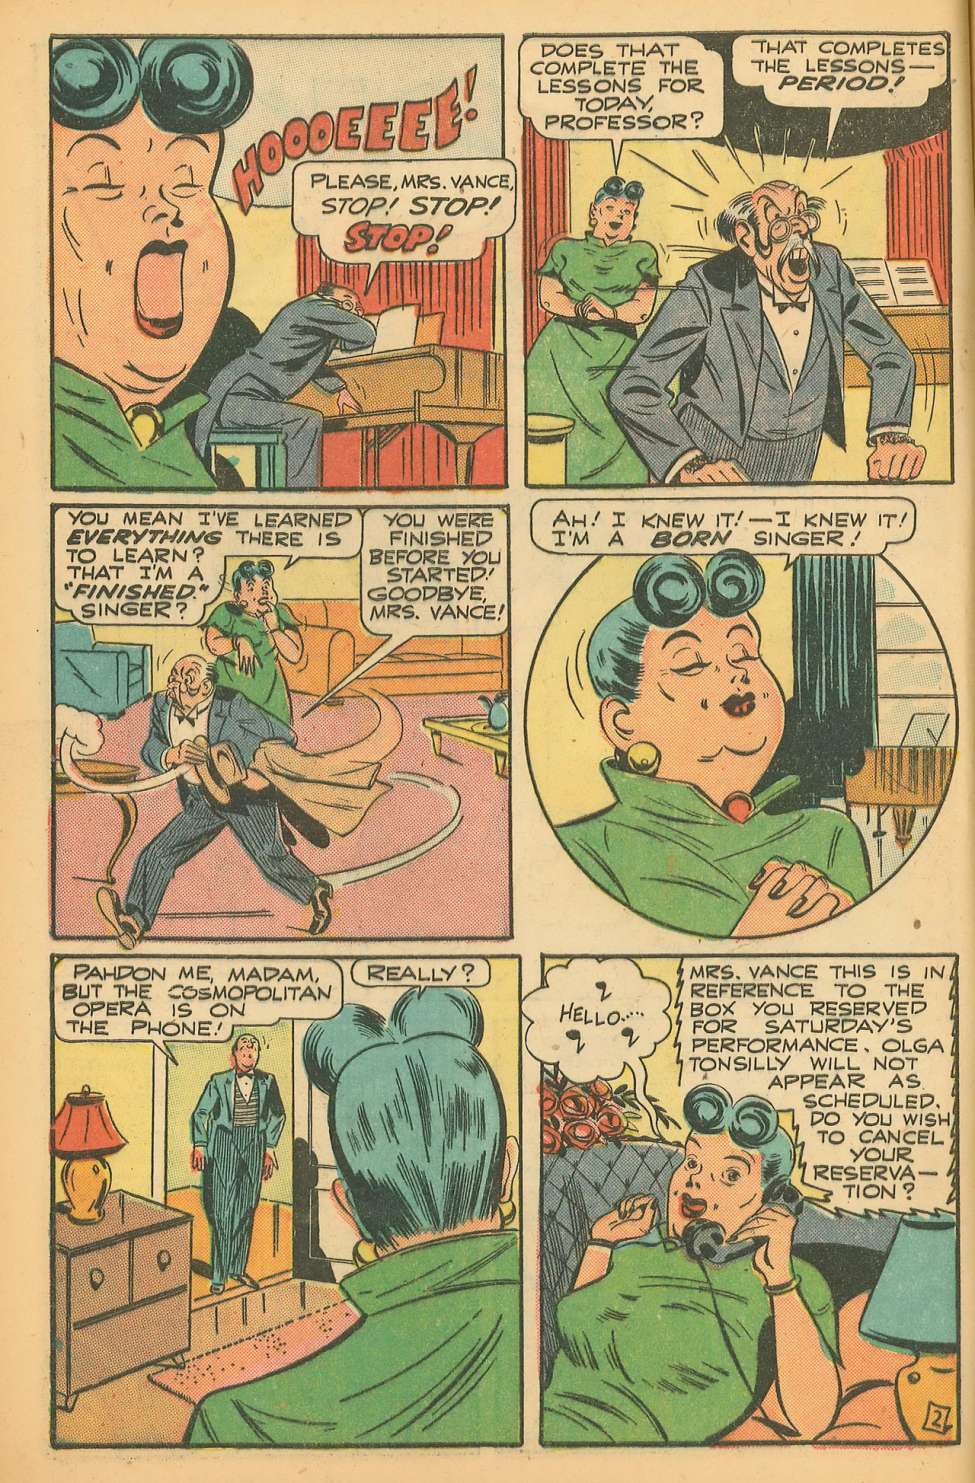 HOOOEEEE!
PLEASE, MRS. VANCE,
STOP! STOP!
STOP!
DOES THAT
COMPLETE THE
LESSONS FOR
TODAY,
PROFESSOR?
THAT COMPLETES
THE LESSONS—
PERIOD!
YOU MEAN I'VE LEARNED
EVERYTHING THERE IS
TO LEARN?
THAT I'M A
"FINISHED"
SINGER?
YOU WERE
FINISHED
BEFORE YOU
STARTED!
GOODBYE,
MRS. VANCE!
AH! I KNEW IT!—I KNEW IT!
I'M A BORN SINGER!
PAHDON ME, MADAM,
BUT THE COSMOPOLITAN
OPERA IS ON
THE PHONE!
REALLY?
HELLO....
MRS. VANCE THIS IS IN
REFERENCE TO THE
BOX YOU RESERVED
FOR SATURDAY'S
PERFORMANCE. OLGA
TONSILLY WILL NOT
APPEAR AS
SCHEDULED.
DO YOU WISH
TO CANCEL
YOUR
RESERVA—
TION?
2